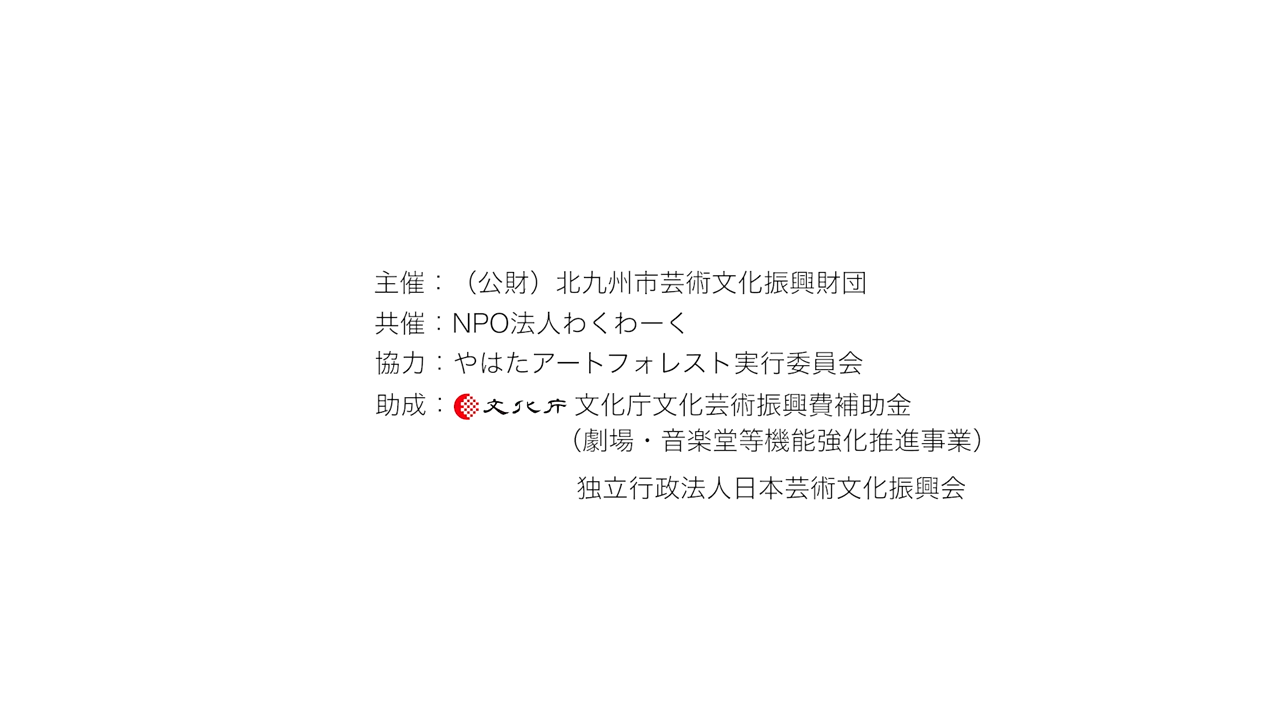 主催：（公財）北九州市芸術文化振興財団
共催：NPO法人わくわーく
協力：やはたアートフォレスト実行委員会
助成：文化庁 文化庁文化芸術振興費補助金
（劇場・音楽堂等機能強化推進事業）
独立行政法人日本芸術文化振興会